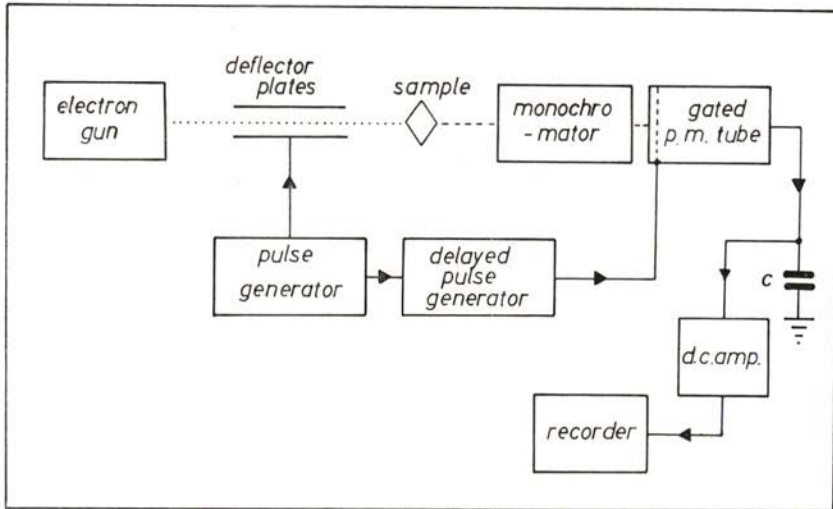 deflector
plates
sample
electron
gun
monochro
-mator
gated
p.m. tube
pulse
generator
delayed
pulse
generator
c
d.c.amp.
recorder